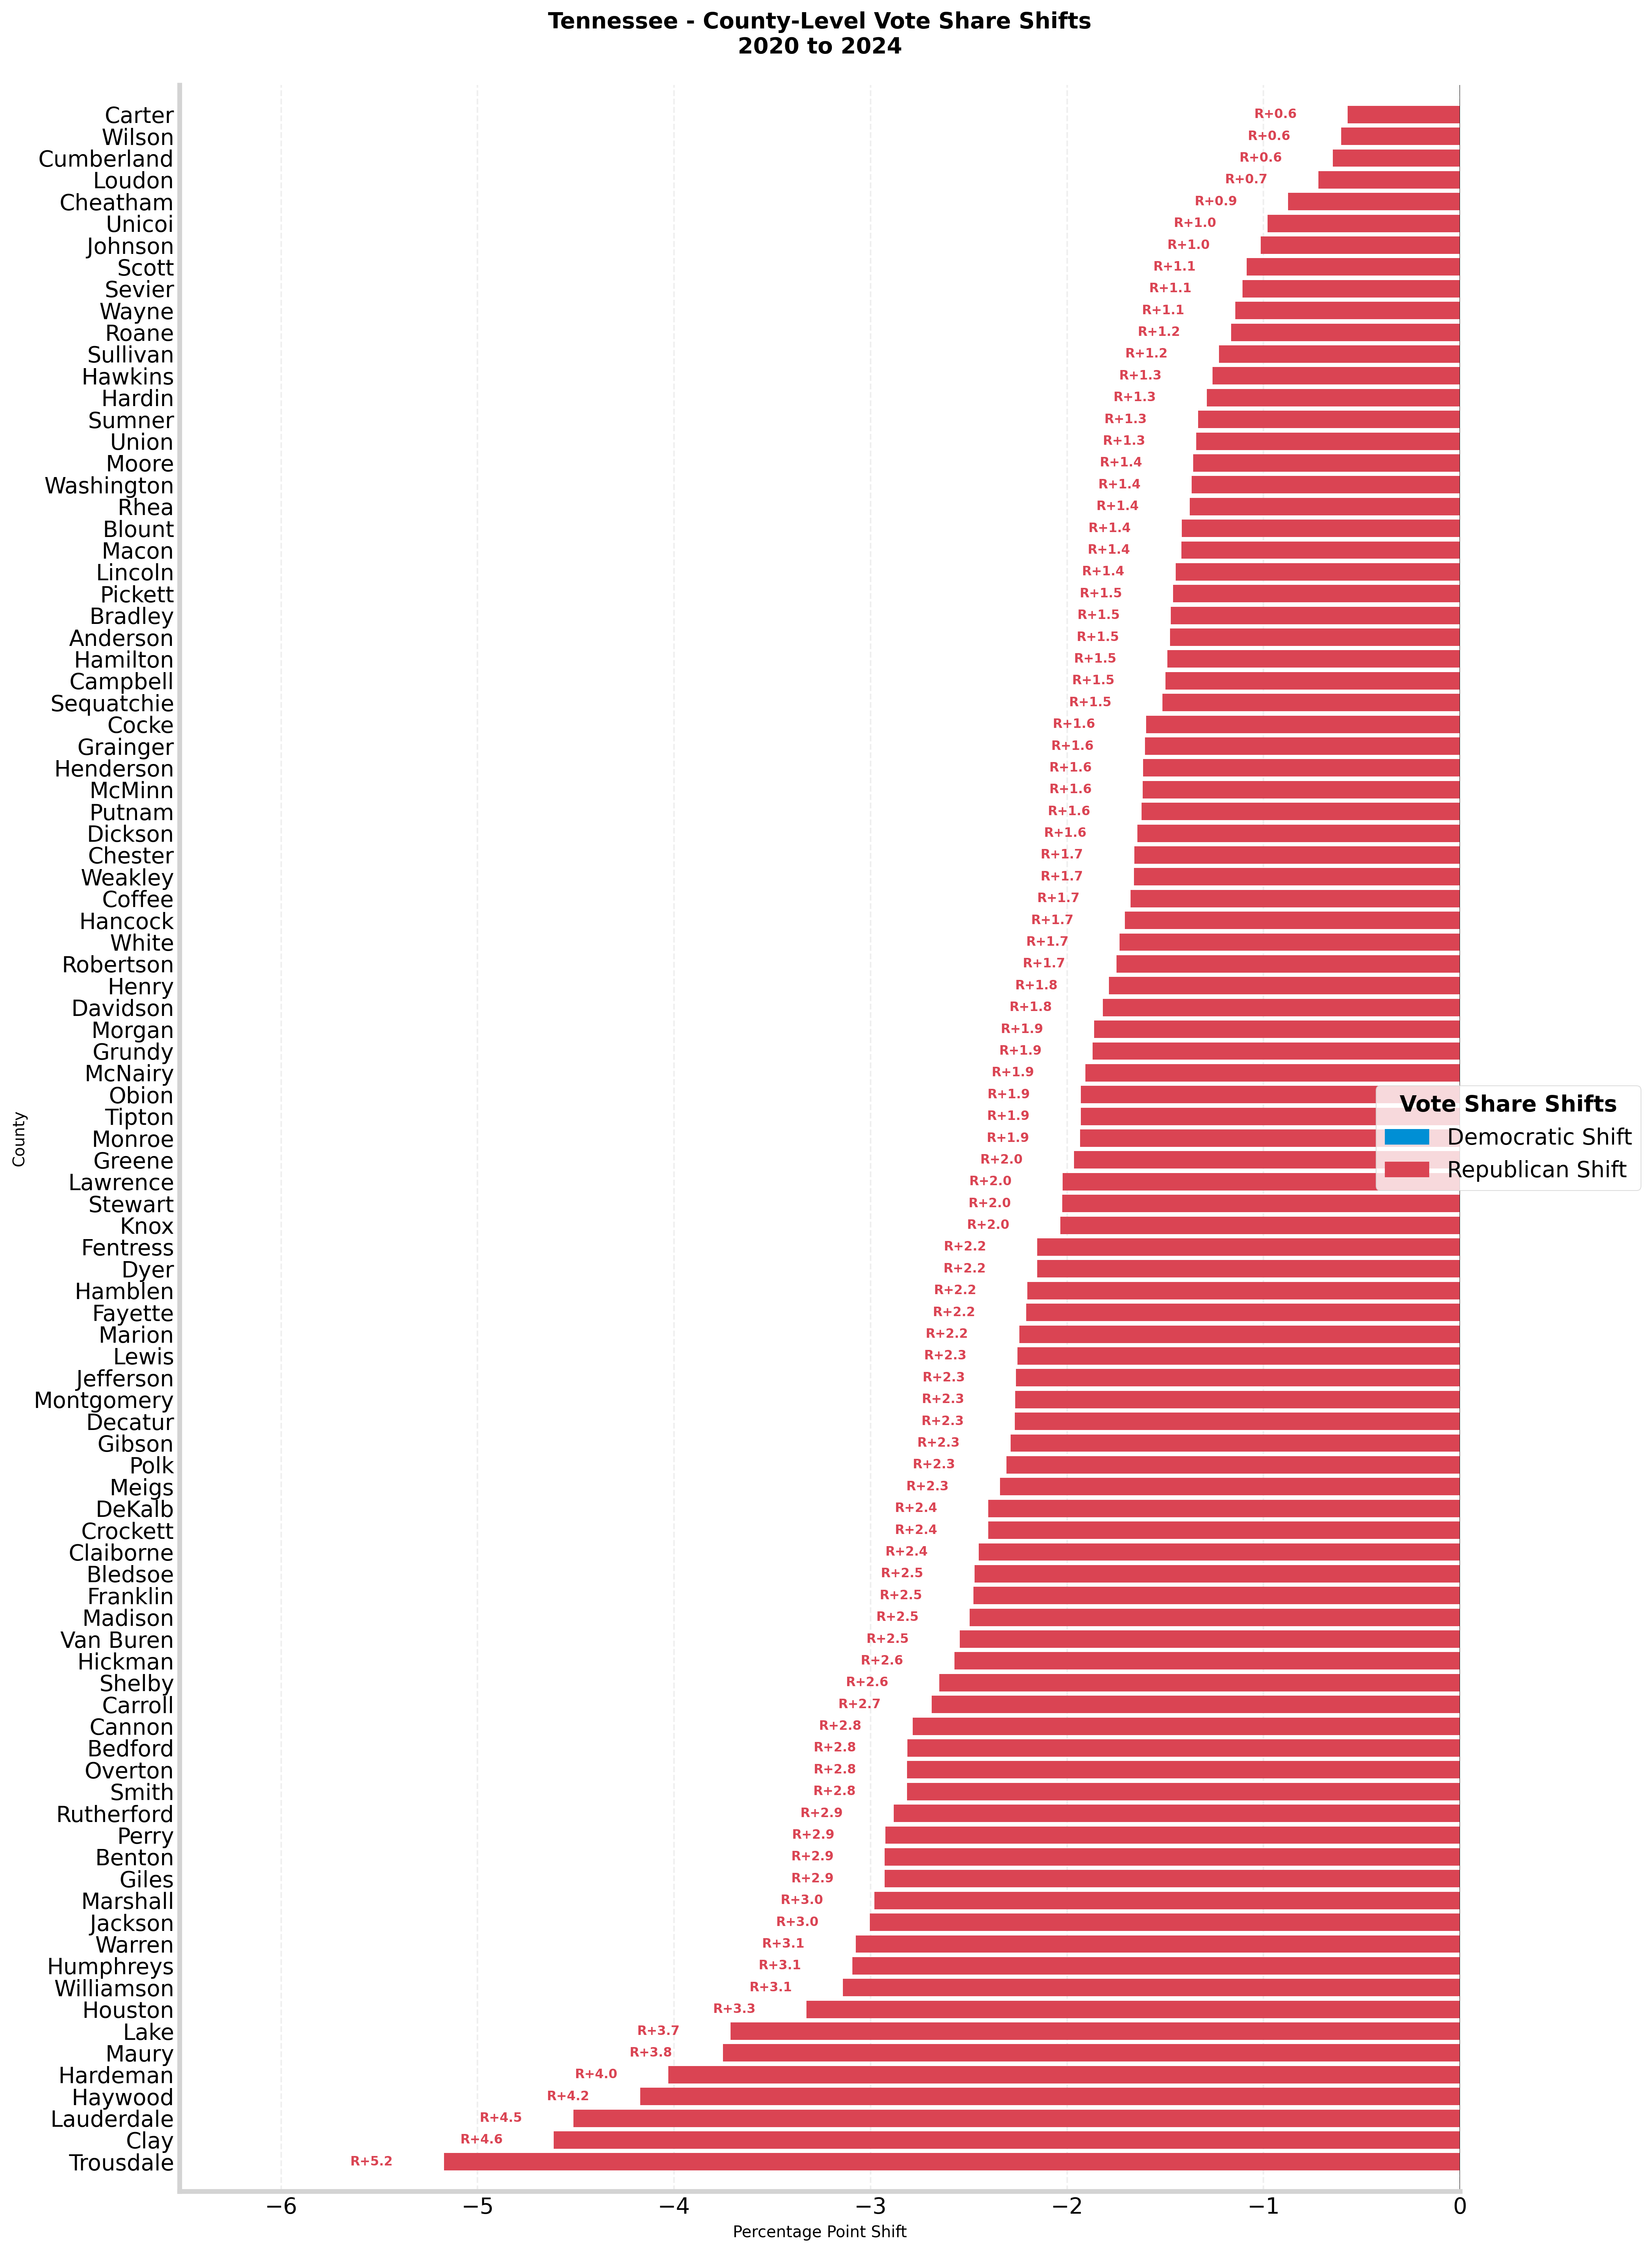 Tennessee - County-Level Vote Share Shifts
2020 to 2024
Carter R+0.6
Wilson R+0.6
Cumberland R+0.6
Loudon R+0.7
Cheatham R+0.9
Unicoi R+1.0
Johnson R+1.0
Scott R+1.1
Sevier R+1.1
Wayne R+1.1
Roane R+1.2
Sullivan R+1.2
Hawkins R+1.3
Hardin R+1.3
Sumner R+1.3
Union R+1.3
Moore R+1.4
Washington R+1.4
Rhea R+1.4
Blount R+1.4
Macon R+1.4
Lincoln R+1.4
Pickett R+1.5
Bradley R+1.5
Anderson R+1.5
Hamilton R+1.5
Campbell R+1.5
Sequatchie R+1.5
Cocke R+1.6
Grainger R+1.6
Henderson R+1.6
McMinn R+1.6
Putnam R+1.6
Dickson R+1.6
Chester R+1.7
Weakley R+1.7
Coffee R+1.7
Hancock R+1.7
White R+1.7
Robertson R+1.7
Henry R+1.8
Davidson R+1.8
Morgan R+1.9
Grundy R+1.9
McNairy R+1.9
Obion R+1.9
Tipton R+1.9
Monroe R+1.9
Greene R+2.0
Lawrence R+2.0
Stewart R+2.0
Knox R+2.0
Fentress R+2.2
Dyer R+2.2
Hamblen R+2.2
Fayette R+2.2
Marion R+2.2
Lewis R+2.3
Jefferson R+2.3
Montgomery R+2.3
Decatur R+2.3
Gibson R+2.3
Polk R+2.3
Meigs R+2.3
DeKalb R+2.4
Crockett R+2.4
Claiborne R+2.4
Bledsoe R+2.5
Franklin R+2.5
Madison R+2.5
Van Buren R+2.5
Hickman R+2.6
Shelby R+2.6
Carroll R+2.7
Cannon R+2.8
Bedford R+2.8
Overton R+2.8
Smith R+2.8
Rutherford R+2.9
Perry R+2.9
Benton R+2.9
Giles R+2.9
Marshall R+3.0
Jackson R+3.0
Warren R+3.1
Humphreys R+3.1
Williamson R+3.1
Houston R+3.3
Lake R+3.7
Maury R+3.8
Hardeman R+4.0
Haywood R+4.2
Lauderdale R+4.5
Clay R+4.6
Trousdale R+5.2
County
Vote Share Shifts
Democratic Shift
Republican Shift
−6 −5 −4 −3 −2 −1 0
Percentage Point Shift